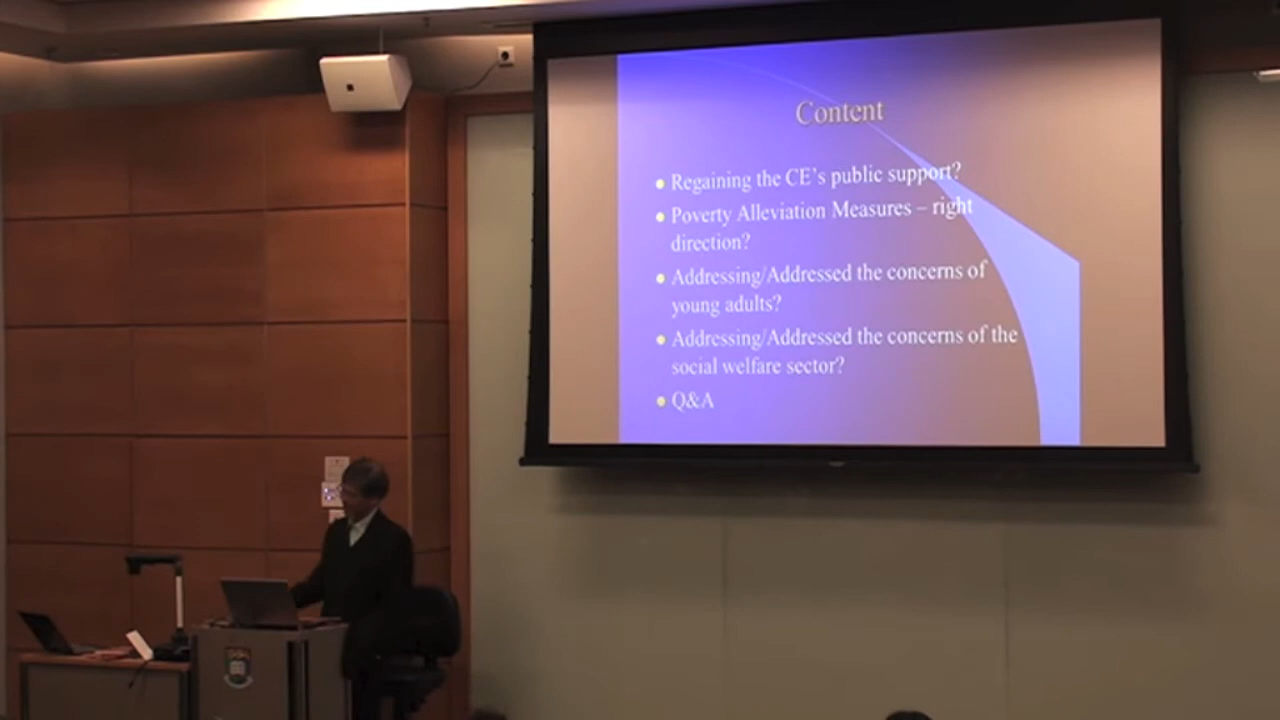 Content
Regaining the CE's public support?
Poverty Alleviation Measures – right
direction?
Addressing/Addressed the concerns of
young adults?
Addressing/Addressed the concerns of the
social welfare sector?
Q&A